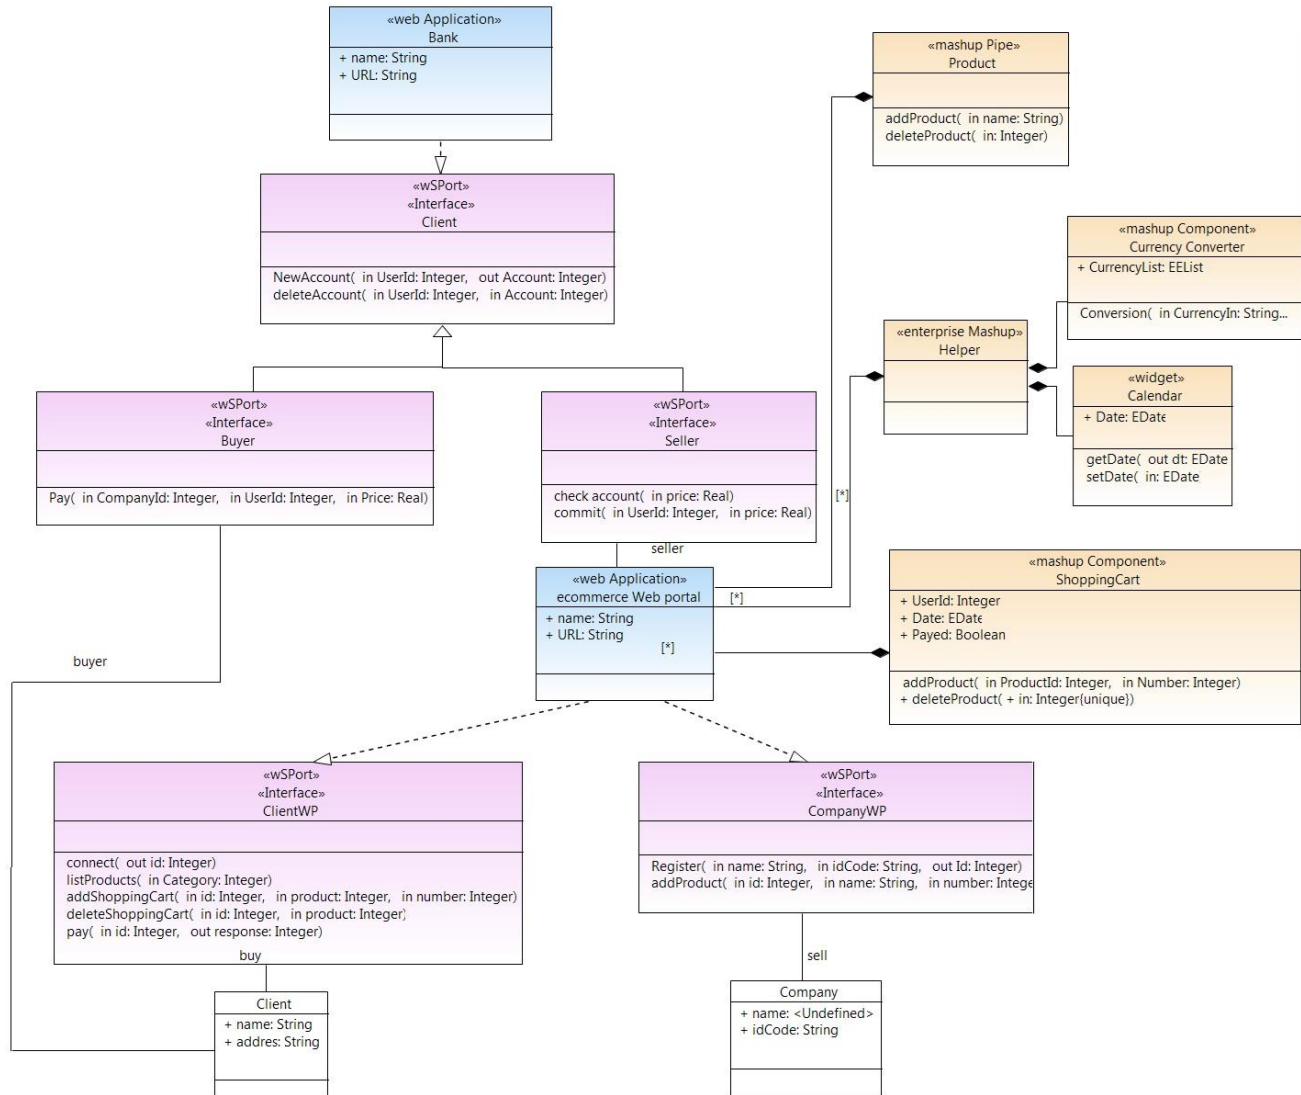 «web Application»
Bank
+ name: String
+ URL: String
«mashup Pipe»
Product
addProduct( in name: String)
deleteProduct( in: Integer)
«wSPort»
«Interface»
Client
NewAccount( in UserId: Integer, out Account: Integer)
deleteAccount( in UserId: Integer, in Account: Integer)
«mashup Component»
Currency Converter
+ CurrencyList: EEList
Conversion( in CurrencyIn: String...
«enterprise Mashup»
Helper
«widget»
Calendar
+ Date: EDate
getDate( out dt: EDate
setDate( in: EDate
«wSPort»
«Interface»
Buyer
Pay( in CompanyId: Integer, in UserId: Integer, in Price: Real)
«wSPort»
«Interface»
Seller
check account( in price: Real)
commit( in UserId: Integer, in price: Real)
[*]
seller
«web Application»
ecommerce Web portal
+ name: String
+ URL: String
[*]
[*]
«mashup Component»
ShoppingCart
+ UserId: Integer
+ Date: EDate
+ Payed: Boolean
addProduct( in ProductId: Integer, in Number: Integer)
+ deleteProduct( + in: Integer{unique})
buyer
«wSPort»
«Interface»
ClientWP
connect( out id: Integer)
listProducts( in Category: Integer)
addShoppingCart( in id: Integer, in product: Integer, in number: Integer)
deleteShoppingCart( in id: Integer, in product: Integer)
pay( in id: Integer, out response: Integer)
buy
«wSPort»
«Interface»
CompanyWP
Register( in name: String, in idCode: String, out Id: Integer)
addProduct( in id: Integer, in name: String, in number: Intege
sell
Client
+ name: String
+ addres: String
Company
+ name: <Undefined>
+ idCode: String